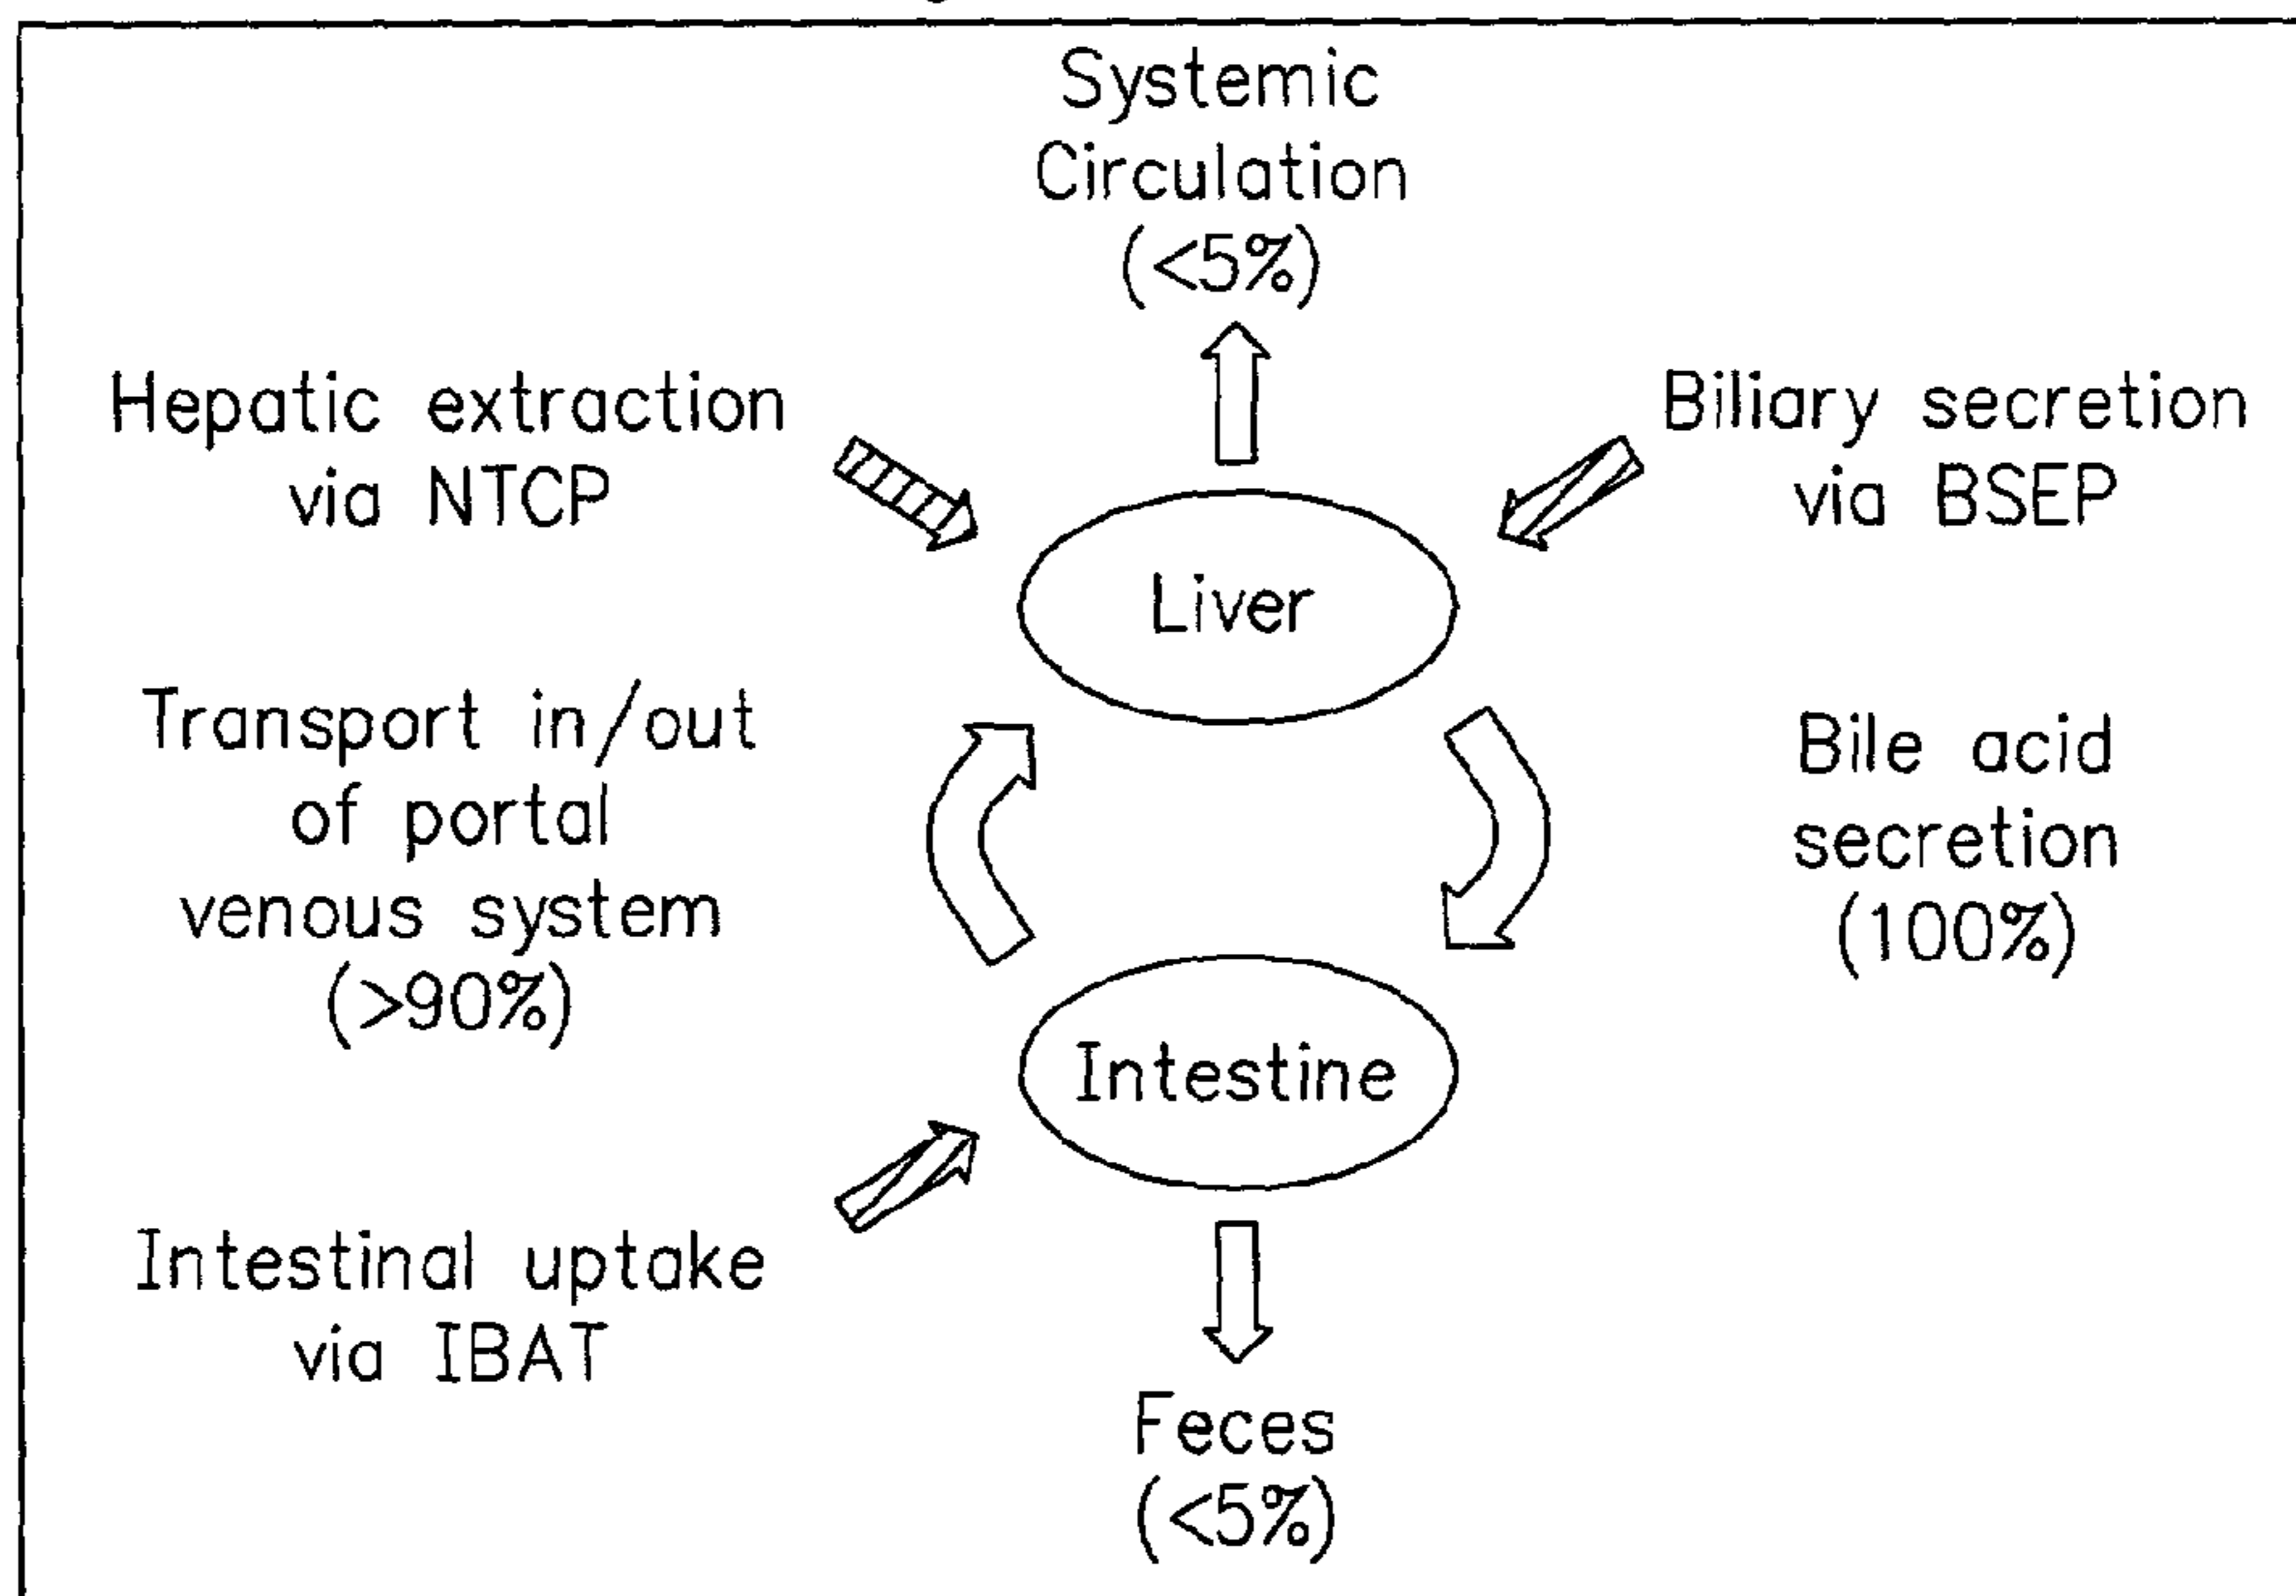 Systemic
Circulation
(<5%)
Hepatic extraction
via NTCP
Biliary secretion
via BSEP
Liver
Transport in/out
of portal
venous system
(>90%)
Bile acid
secretion
(100%)
Intestine
Intestinal uptake
via IBAT
Feces
(<5%)